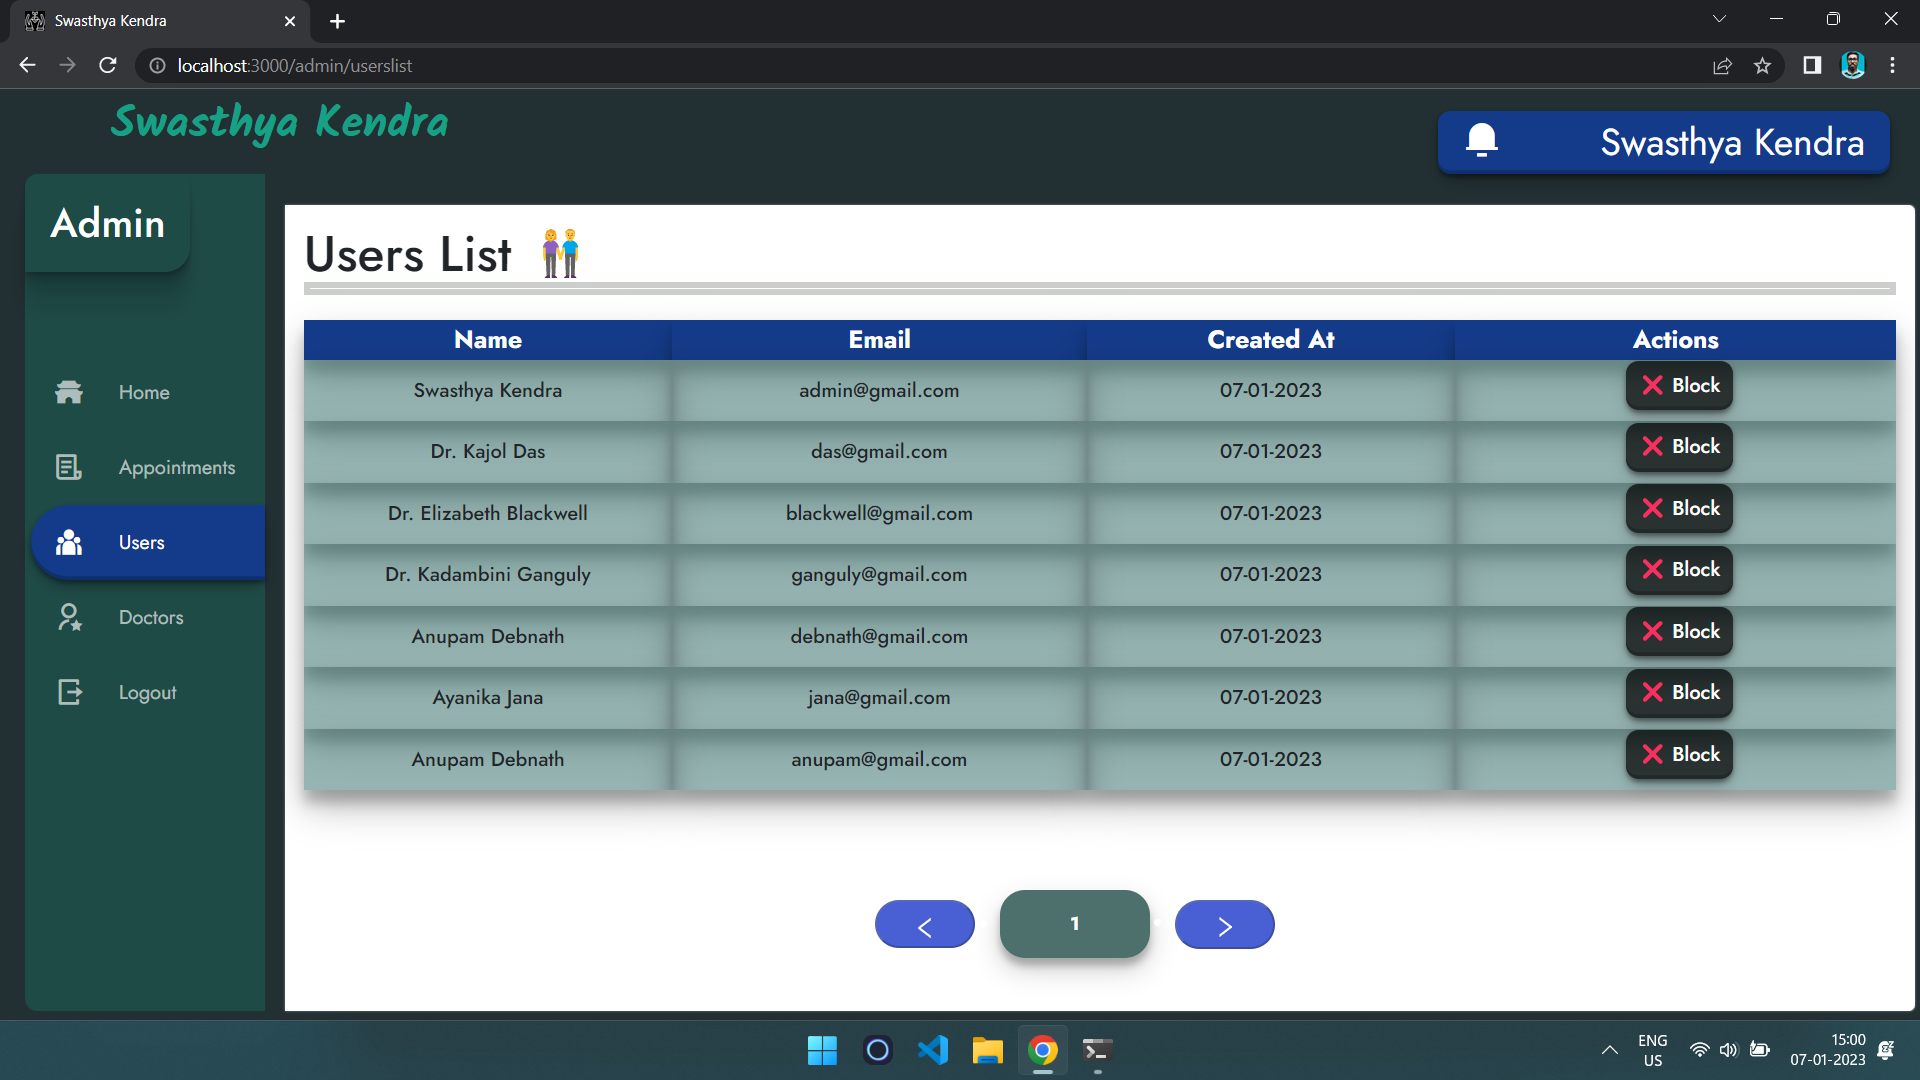 Swasthya Kendra
localhost:3000/admin/userslist
Swasthya Kendra
Swasthya Kendra
Admin
Home
Appointments
Users
Doctors
Logout
Users List
Name Email Created At Actions
Swasthya Kendra admin@gmail.com 07-01-2023 Block
Dr. Kajol Das das@gmail.com 07-01-2023 Block
Dr. Elizabeth Blackwell blackwell@gmail.com 07-01-2023 Block
Dr. Kadambini Ganguly ganguly@gmail.com 07-01-2023 Block
Anupam Debnath debnath@gmail.com 07-01-2023 Block
Ayanika Jana jana@gmail.com 07-01-2023 Block
Anupam Debnath anupam@gmail.com 07-01-2023 Block
< 1 >
ENG 15:00
US 07-01-2023